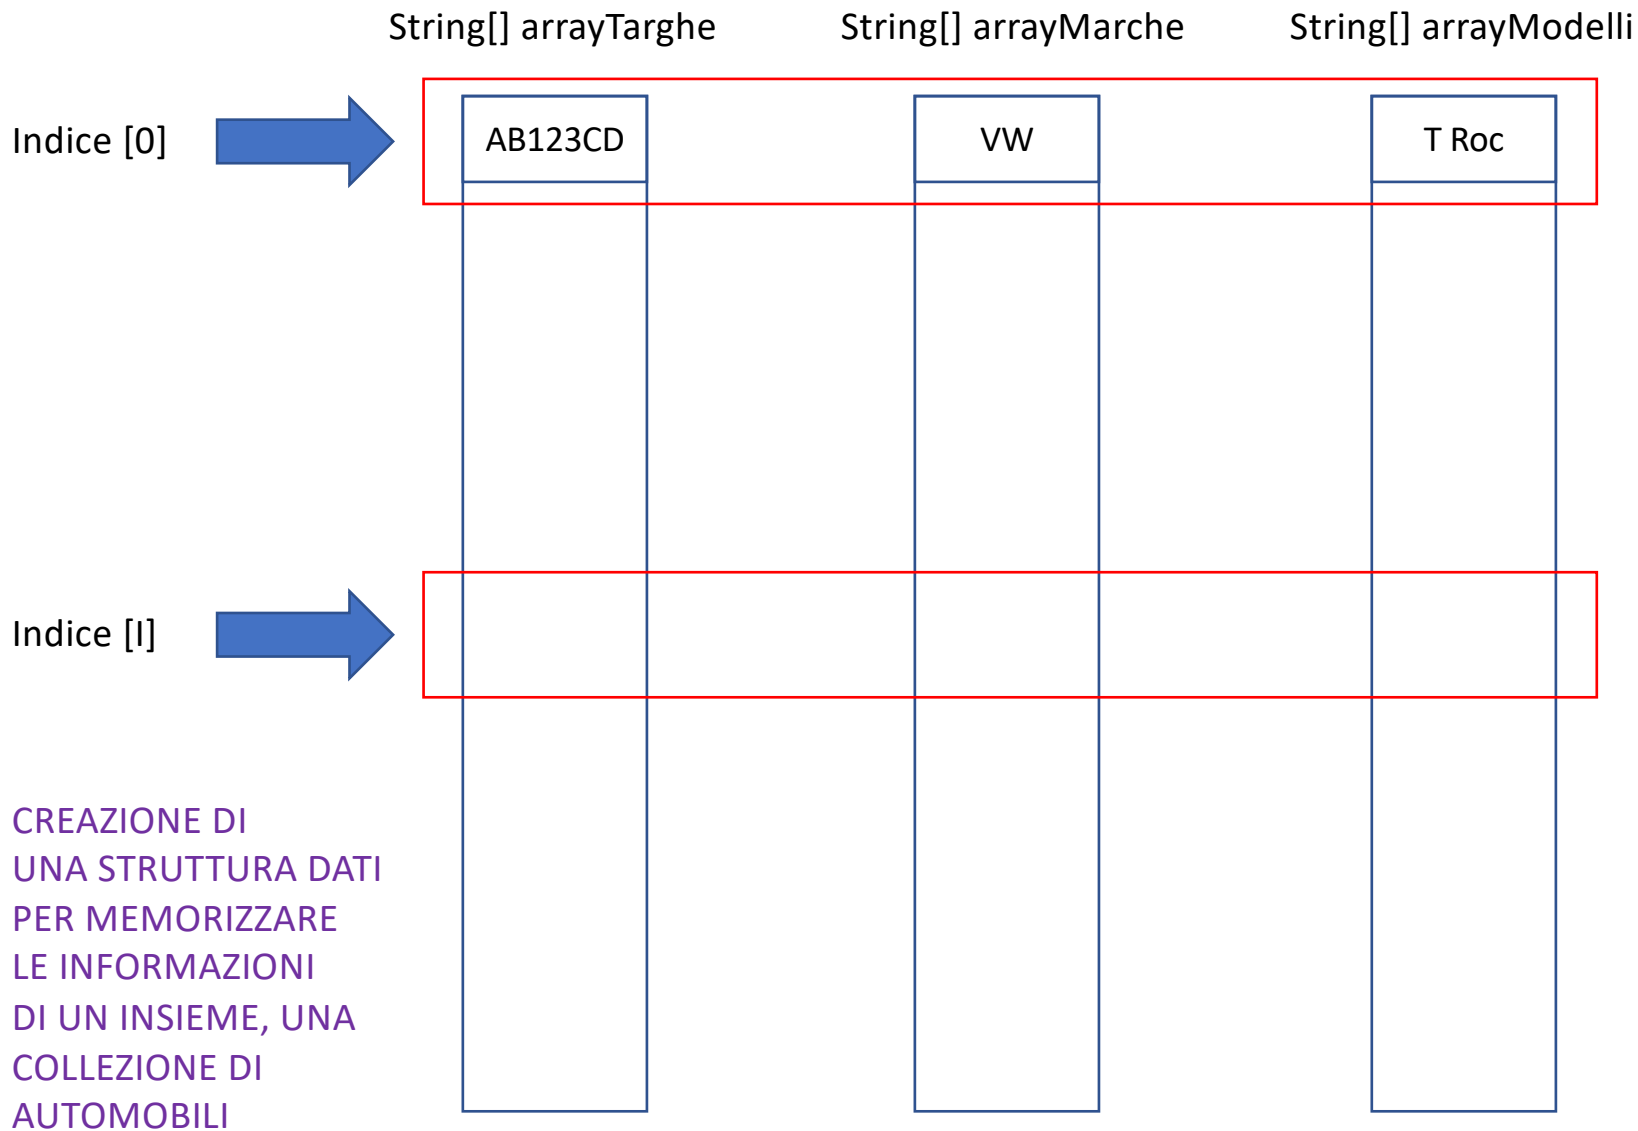 String[] arrayTarghe String[] arrayMarche String[] arrayModelli
Indice [0] AB123CD VW T Roc
Indice [I]
CREAZIONE DI
UNA STRUTTURA DATI
PER MEMORIZZARE
LE INFORMAZIONI
DI UN INSIEME, UNA
COLLEZIONE DI
AUTOMOBILI